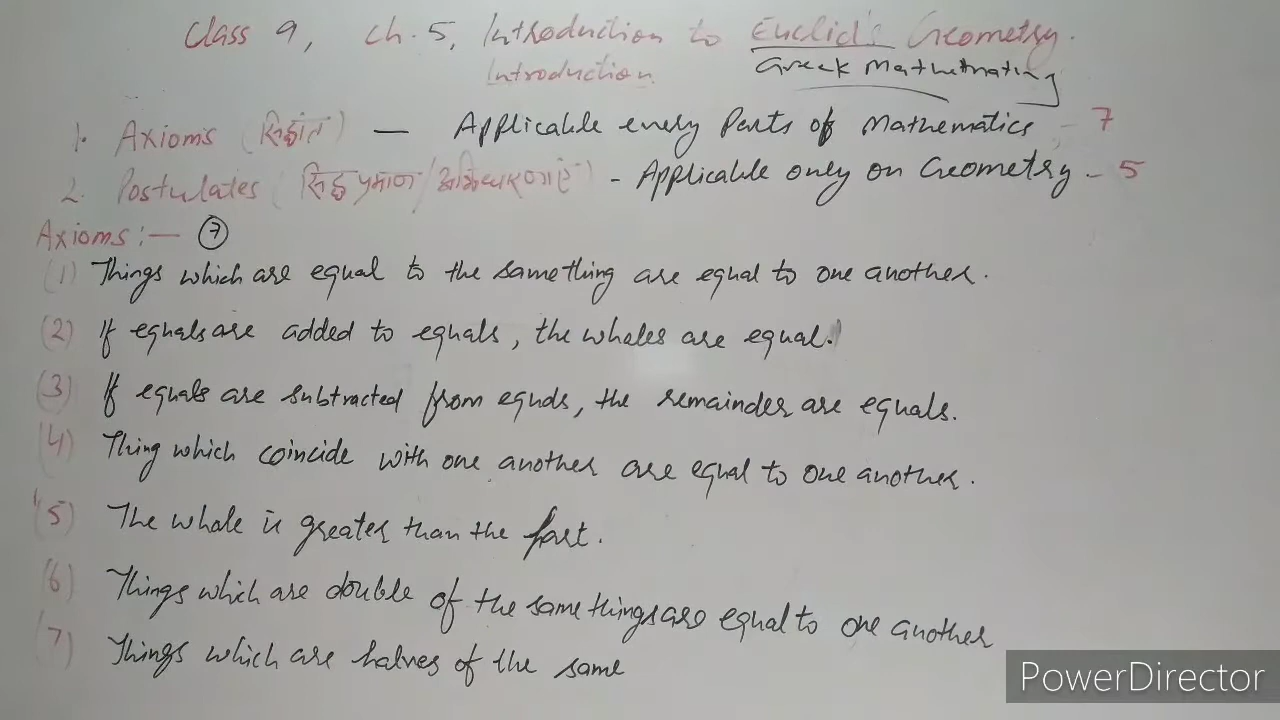 Class 9, Ch. 5, Introduction to Euclid's Geometry.
Introduction
Greek
1. Axioms (सिद्धांत) — Applicable every Parts of Mathematics - 7
2. Postulates (सिद्धप्रमाण/अभिधारणाएं) - Applicable only on Geometry - 5
Axioms :— 7
(1) Things which are equal to the same thing are equal to one another.
(2) If equals are added to equals, the wholes are equal.
(3) If equals are subtracted from equals, the remainder are equals.
(4) Thing which coincide with one another are equal to one another.
(5) The whole is greater than the part.
(6) Things which are double of the same things are equal to one another
(7) Things which are halves of the same
PowerDirector